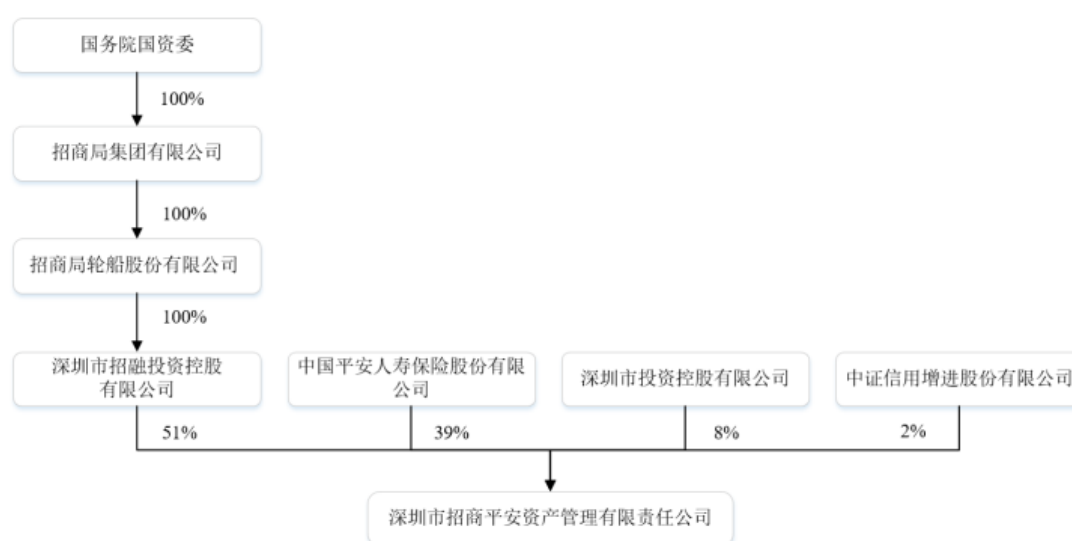 国务院国资委
100%
招商局集团有限公司
100%
招商局轮船股份有限公司
100%
深圳市招融投资控股
有限公司
中国平安人寿保险股份有限
公司
深圳市投资控股有限公司
中证信用增进股份有限公司
51%
39%
8%
2%
深圳市招商平安资产管理有限责任公司